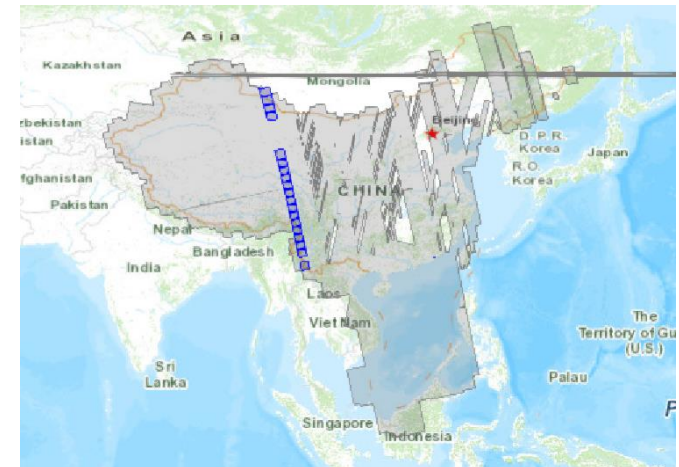 Asia
Kazakhstan
Mongolia
zbekistan
istan
Beijing
D. P. R.
Korea
Japan
R.O.
Korea
fghanistan
CHINA
Pakistan
Nepal
Bangladesh
India
Laos
Viet Nam
The
Territory of Gu
(U.S.)
Sri
Lanka
Palau
P
Singapore
Indonesia